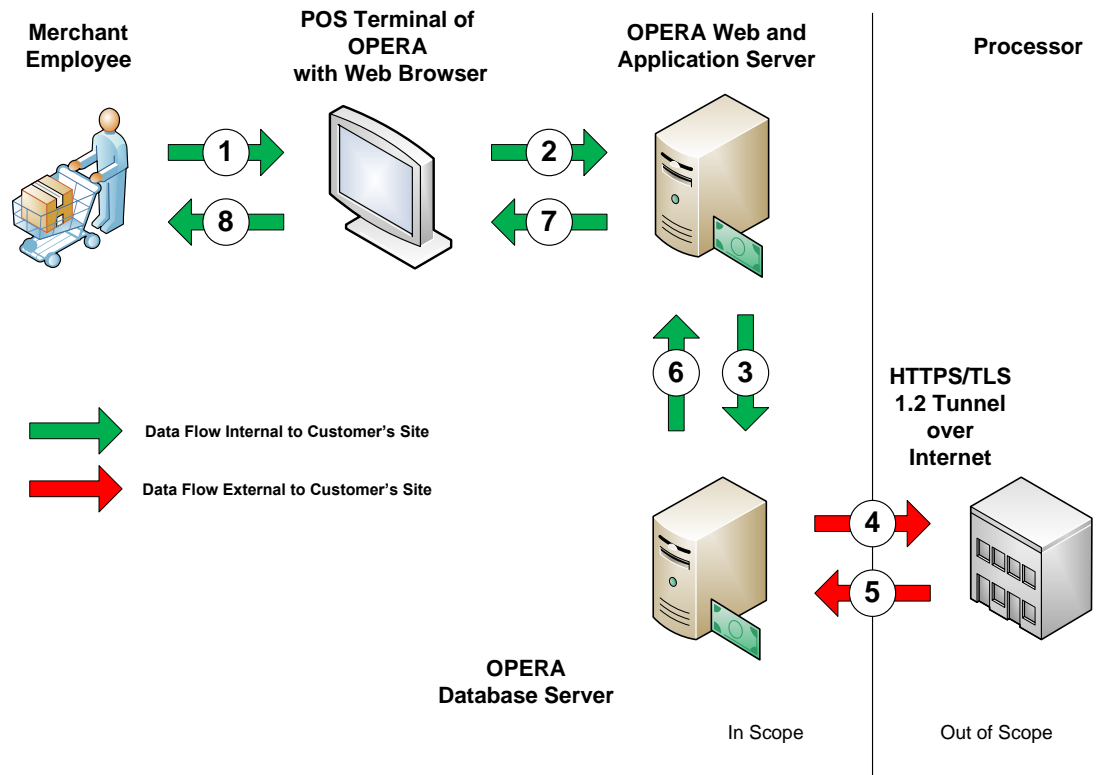 Merchant
Employee
POS Terminal of
OPERA
with Web Browser
OPERA Web and
Application Server
Processor
1
2
8
7
6
3
HTTPS/TLS
1.2 Tunnel
over
Internet
Data Flow Internal to Customer's Site
Data Flow External to Customer's Site
4
5
OPERA
Database Server
In Scope
Out of Scope